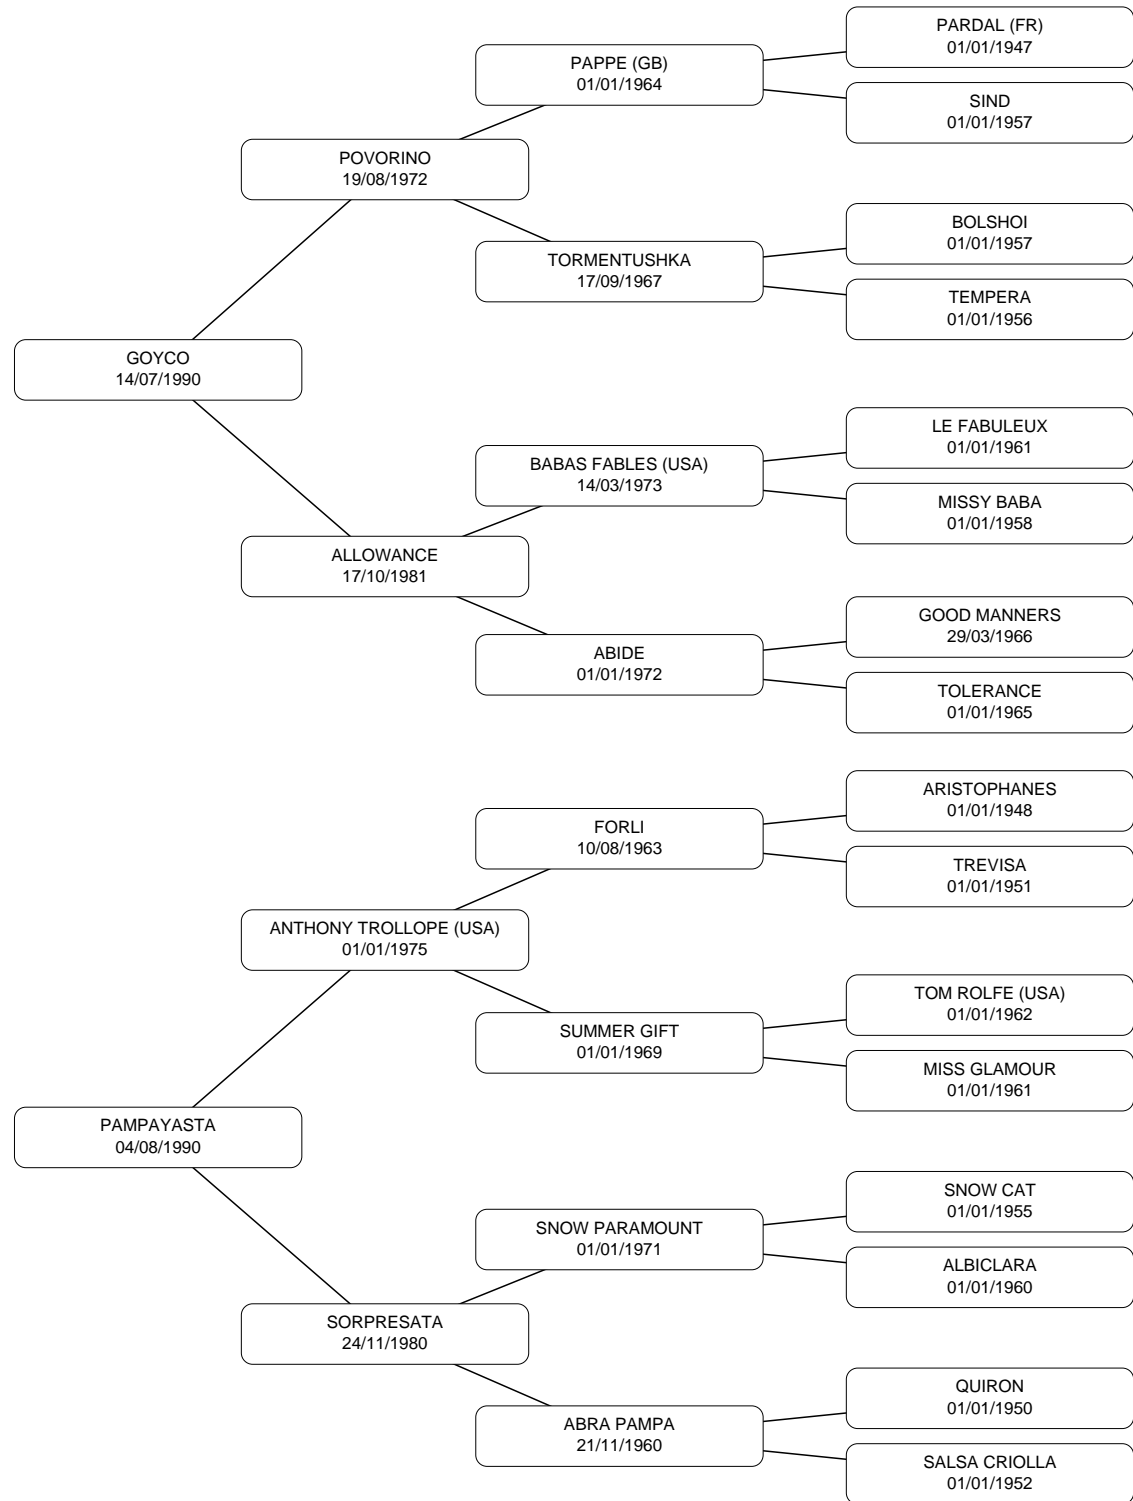 PARDAL (FR)
01/01/1947
PAPPE (GB)
01/01/1964
SIND
01/01/1957
POVORINO
19/08/1972
BOLSHOI
01/01/1957
TORMENTUSHKA
17/09/1967
TEMPERA
01/01/1956
GOYCO
14/07/1990
LE FABULEUX
01/01/1961
BABAS FABLES (USA)
14/03/1973
MISSY BABA
01/01/1958
ALLOWANCE
17/10/1981
GOOD MANNERS
29/03/1966
ABIDE
01/01/1972
TOLERANCE
01/01/1965
ARISTOPHANES
01/01/1948
FORLI
10/08/1963
TREVISA
01/01/1951
ANTHONY TROLLOPE (USA)
01/01/1975
TOM ROLFE (USA)
01/01/1962
SUMMER GIFT
01/01/1969
MISS GLAMOUR
01/01/1961
PAMPAYASTA
04/08/1990
SNOW CAT
01/01/1955
SNOW PARAMOUNT
01/01/1971
ALBICLARA
01/01/1960
SORPRESATA
24/11/1980
QUIRON
01/01/1950
ABRA PAMPA
21/11/1960
SALSA CRIOLLA
01/01/1952